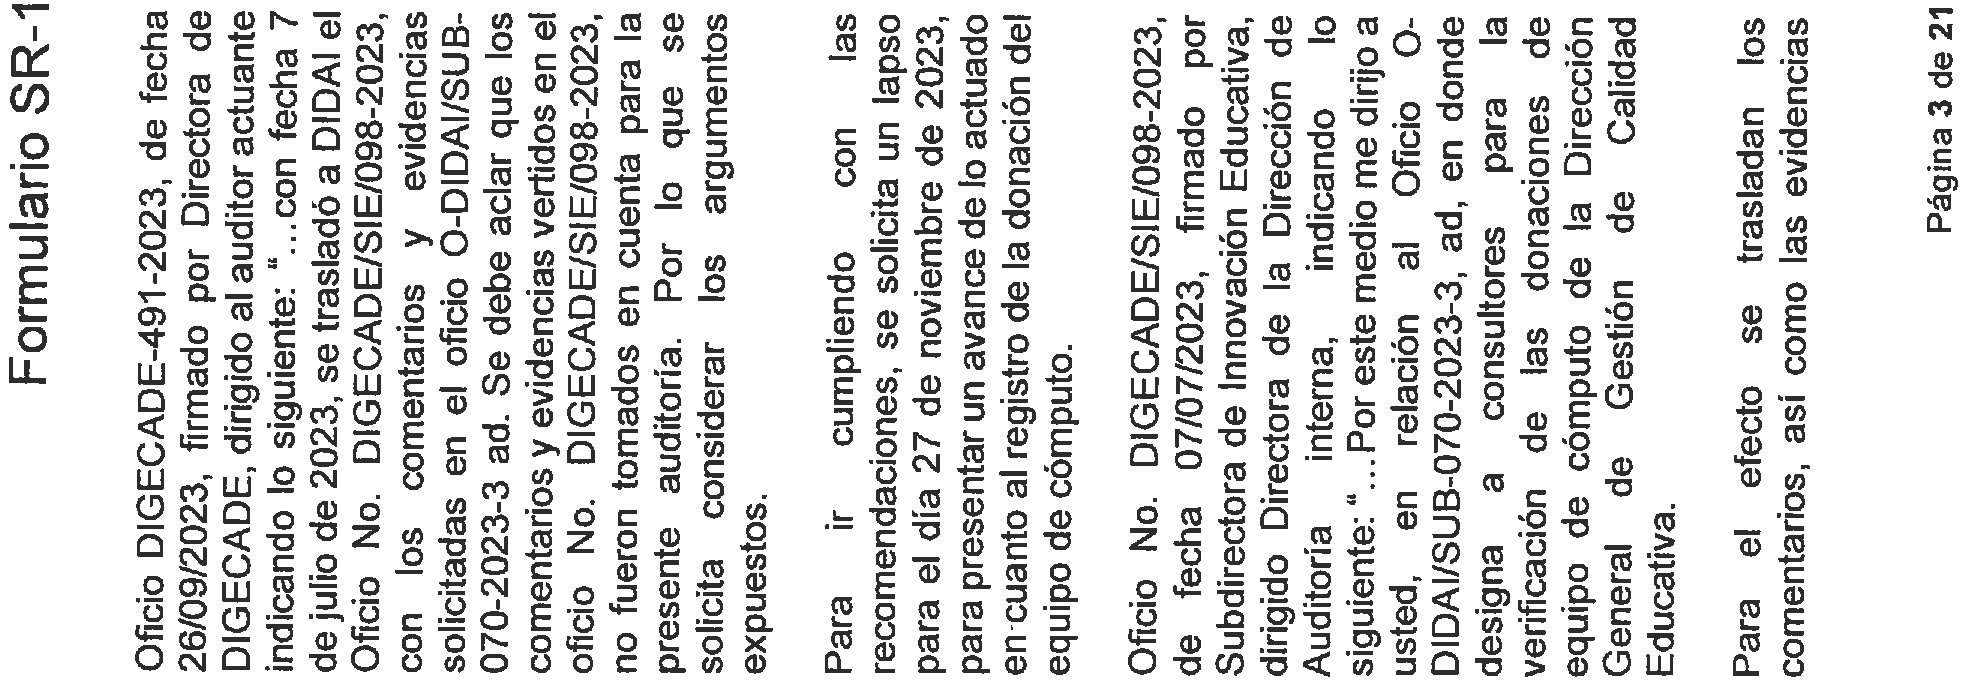 Formulario SR-1
Oficio DIGECADE-491-2023, de fecha
26/09/2023, firmado por Directora de
DIGECADE, dirigido al auditor actuante
indicando lo siguiente: “ ...con fecha 7
de julio de 2023, se trasladó a DIDAI el
Oficio No. DIGECADE/SIE/098-2023,
con los comentarios y evidencias
solicitadas en el oficio O-DIDAI/SUB-
070-2023-3 ad. Se debe aclar que los
comentarios y evidencias vertidos en el
oficio No. DIGECADE/SIE/098-2023,
no fueron tomados en cuenta para la
presente auditoría. Por lo que se
solicita considerar los argumentos
expuestos.
Para ir cumpliendo con las
recomendaciones, se solicita un lapso
para el día 27 de noviembre de 2023,
para presentar un avance de lo actuado
en cuanto al registro de la donación del
equipo de cómputo.
Oficio No. DIGECADE/SIE/098-2023,
de fecha 07/07/2023, firmado por
Subdirectora de Innovación Educativa,
dirigido Directora de la Dirección de
Auditoría interna, indicando lo
siguiente: “ ...Por este medio me dirijo a
usted, en relación al Oficio O-
DIDAI/SUB-070-2023-3, ad, en donde
designa a consultores para la
verificación de las donaciones de
equipo de cómputo de la Dirección
General de Gestión de Calidad
Educativa.
Para el efecto se trasladan los
comentarios, así como las evidencias
Página 3 de 21